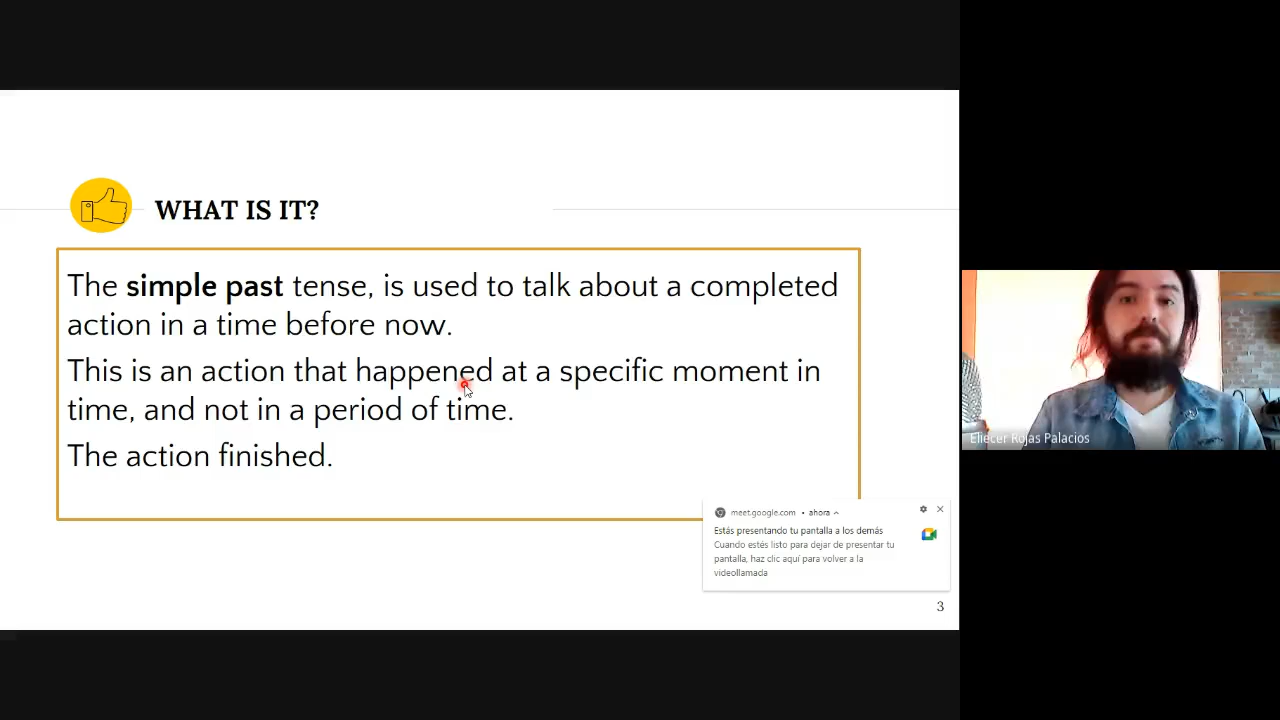 WHAT IS IT?
The simple past tense, is used to talk about a completed
action in a time before now.
This is an action that happened at a specific moment in
time, and not in a period of time.
The action finished.
meet.google.com • ahora
Estás presentando tu pantalla a los demás
Cuando estés listo para dejar de presentar tu
pantalla, haz clic aquí para volver a la
videollamada
3
Eliecer Rojas Palacios